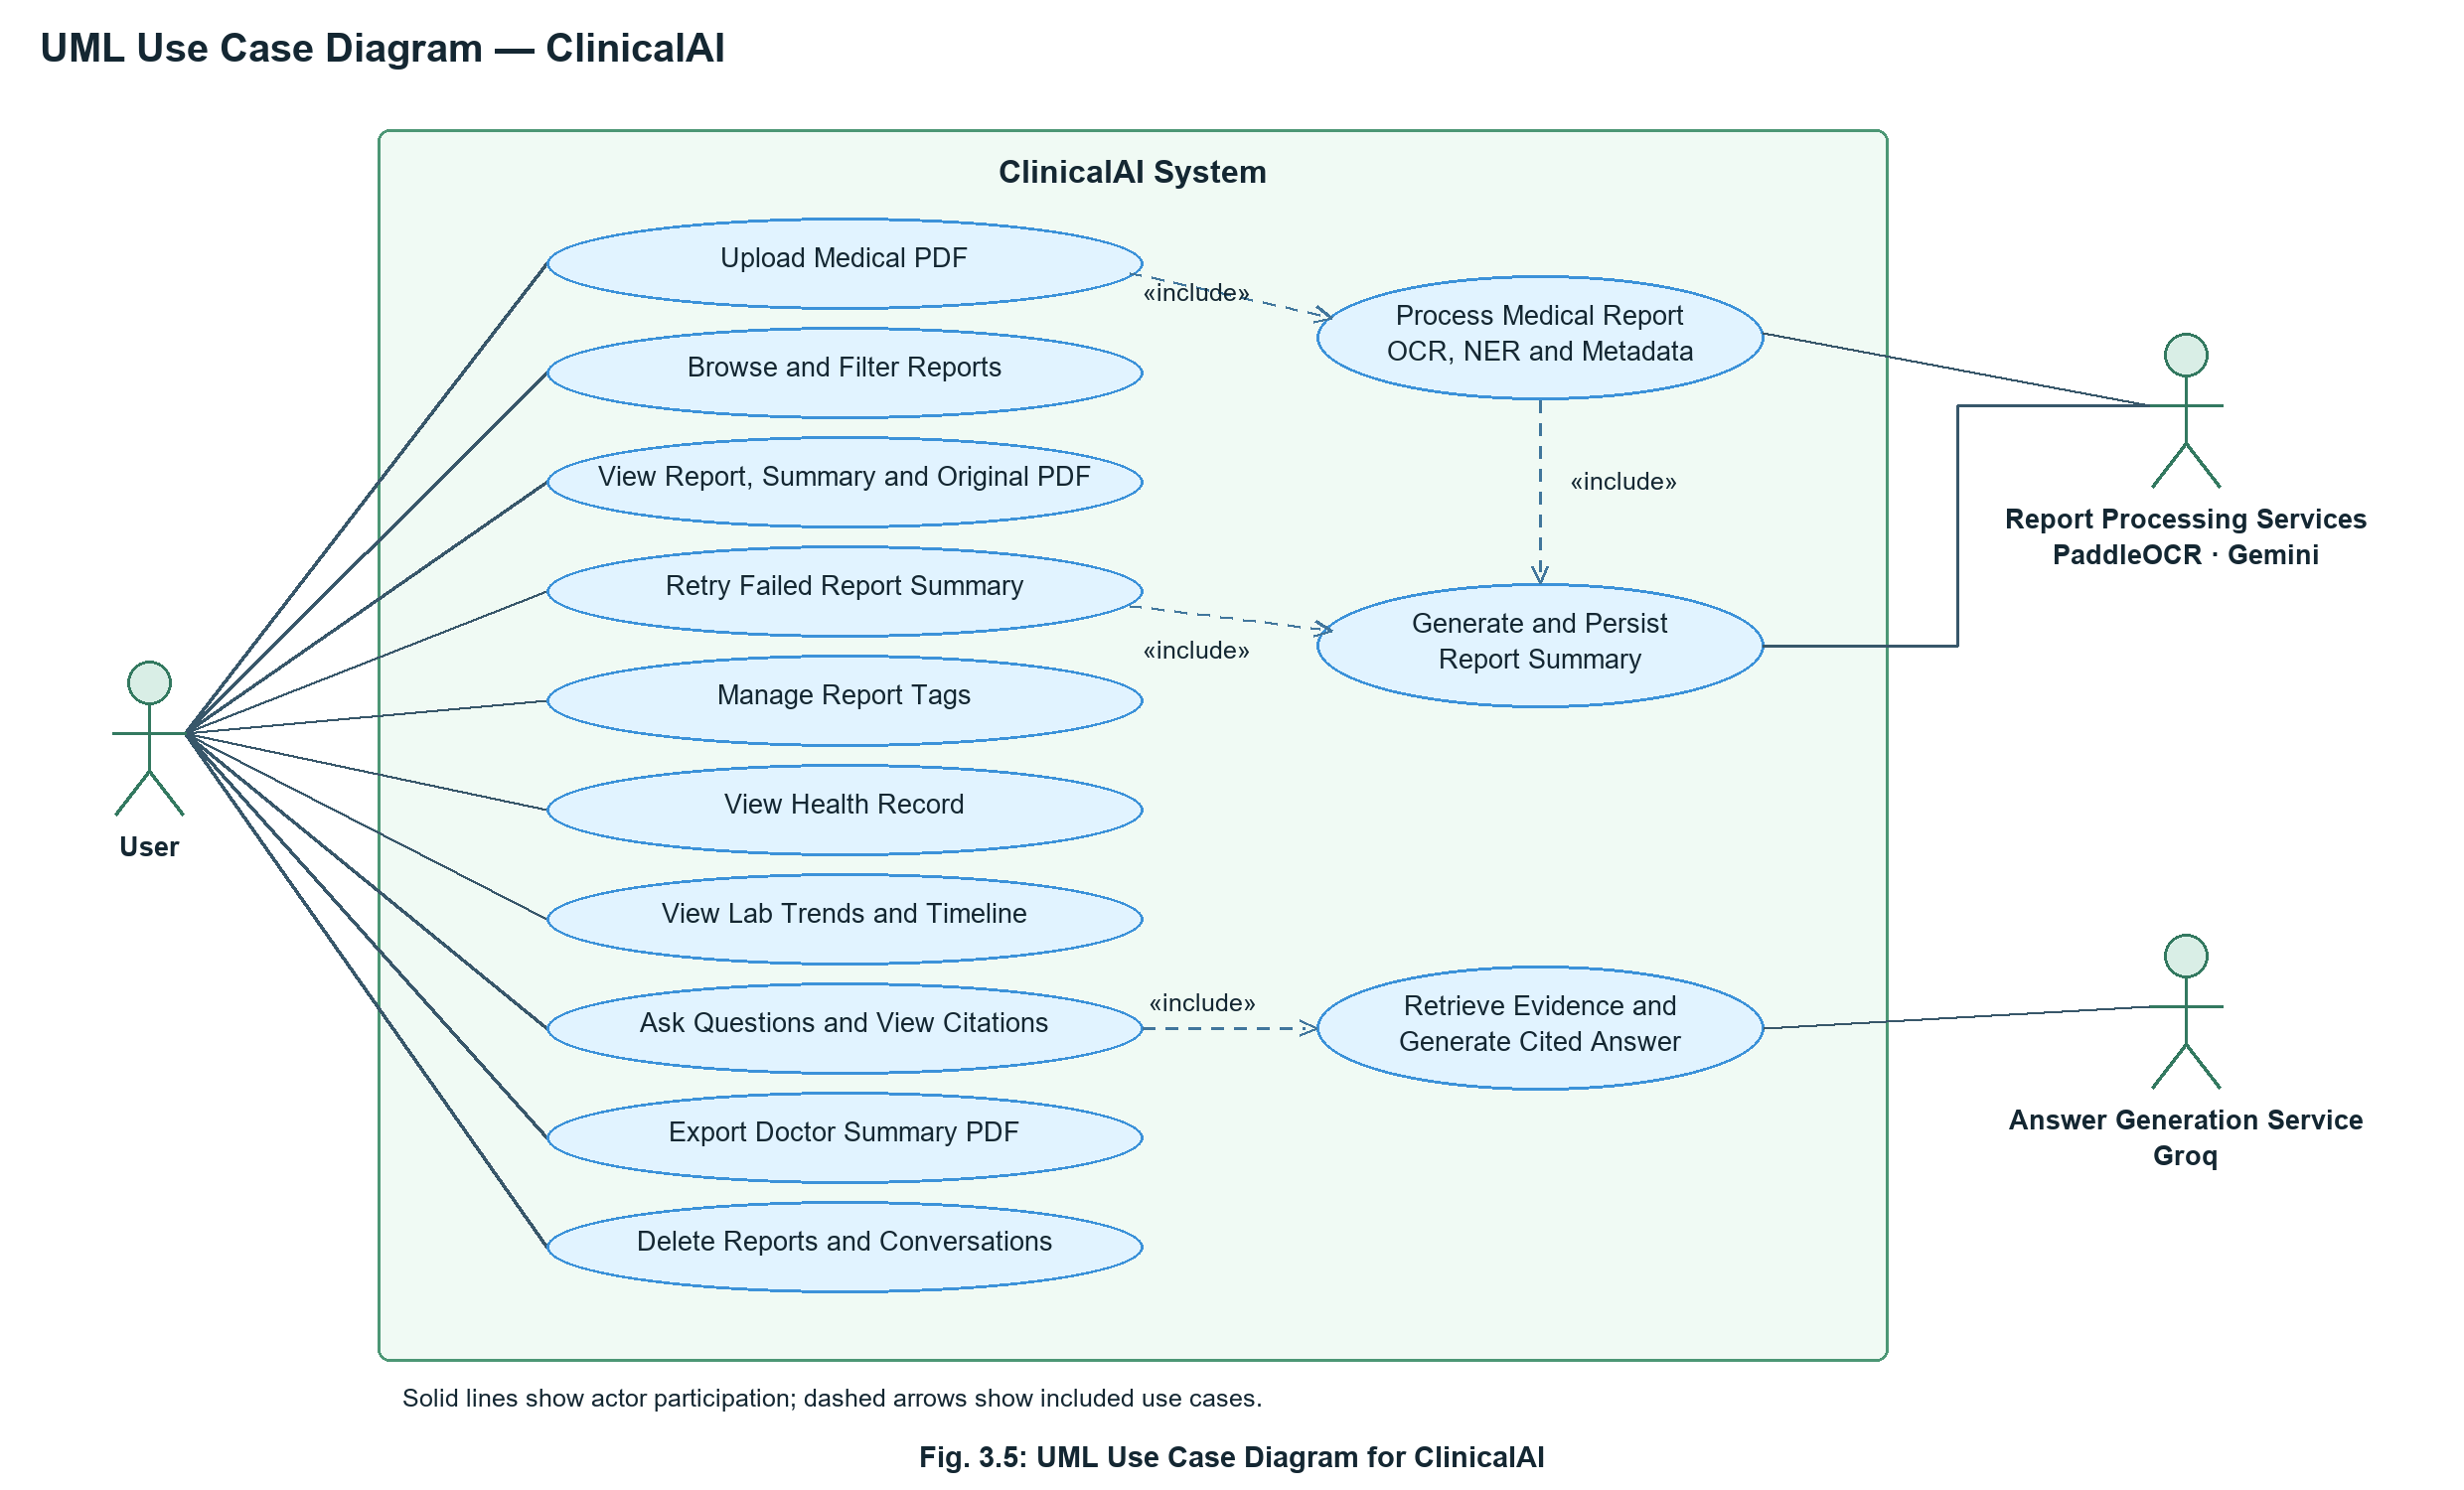 UML Use Case Diagram — ClinicalAI
ClinicalAI System
Upload Medical PDF
«include»
Process Medical Report
OCR, NER and Metadata
Browse and Filter Reports
View Report, Summary and Original PDF
«include»
Report Processing Services
PaddleOCR · Gemini
Retry Failed Report Summary
«include»
Generate and Persist
Report Summary
Manage Report Tags
View Health Record
User
View Lab Trends and Timeline
Ask Questions and View Citations
«include»
Retrieve Evidence and
Generate Cited Answer
Answer Generation Service
Groq
Export Doctor Summary PDF
Delete Reports and Conversations
Solid lines show actor participation; dashed arrows show included use cases.
Fig. 3.5: UML Use Case Diagram for ClinicalAI